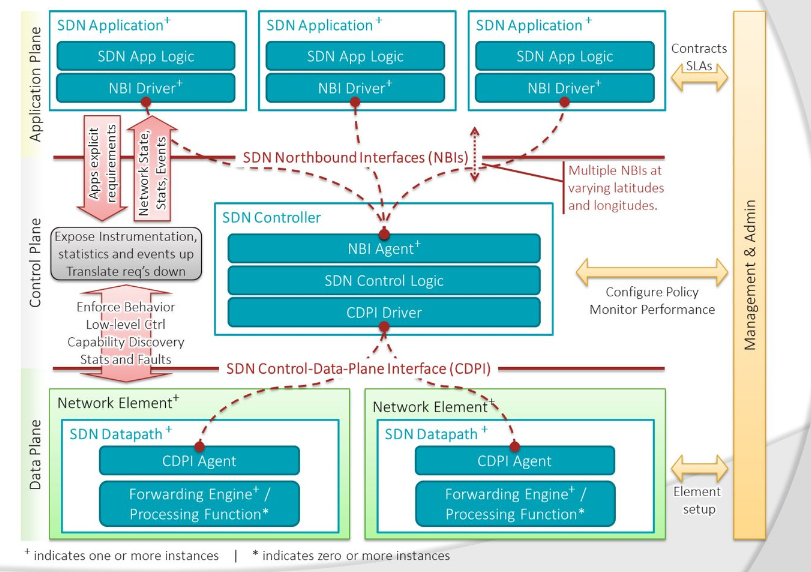 Application Plane
SDN Application+
SDN App Logic
NBI Driver+
SDN Application +
SDN App Logic
NBI Driver+
SDN Application +
SDN App Logic
NBI Driver+
Contracts
SLAs
Apps explicit
requirements
Network State,
Stats, Events
SDN Northbound Interfaces (NBIs)
Multiple NBIs at
varying latitudes
and longitudes.
Control Plane
Expose Instrumentation,
statistics and events up
Translate req's down
SDN Controller
NBI Agent+
SDN Control Logic
CDPI Driver
Configure Policy
Monitor Performance
Management & Admin
Enforce Behavior
Low-level Ctrl
Capability Discovery
Stats and Faults
SDN Control-Data-Plane Interface (CDPI)
Data Plane
Network Element+
SDN Datapath +
CDPI Agent
Forwarding Engine+ /
Processing Function*
Network Element+
SDN Datapath +
CDPI Agent
Forwarding Engine+ /
Processing Function*
Element
setup
+ indicates one or more instances | * indicates zero or more instances